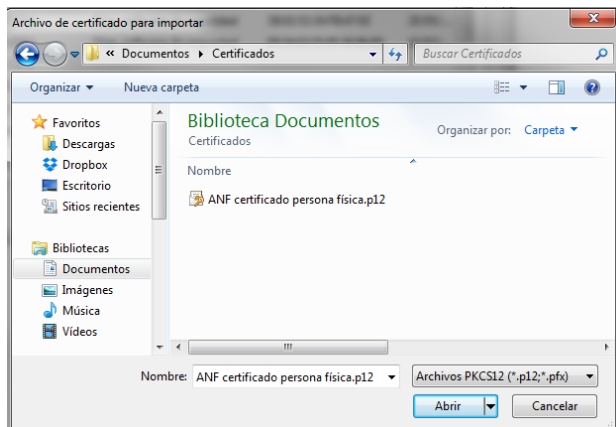 Archivo de certificado para importar
« Documentos ▸ Certificados
Buscar Certificados
Organizar ▾ Nueva carpeta
Favoritos
Descargas
Dropbox
Escritorio
Sitios recientes
Bibliotecas
Documentos
Imágenes
Música
Vídeos
Biblioteca Documentos
Certificados
Organizar por: Carpeta ▾
Nombre
ANF certificado persona física.p12
Nombre: ANF certificado persona física.p12
Archivos PKCS12 (*.p12;*.pfx)
Abrir
Cancelar